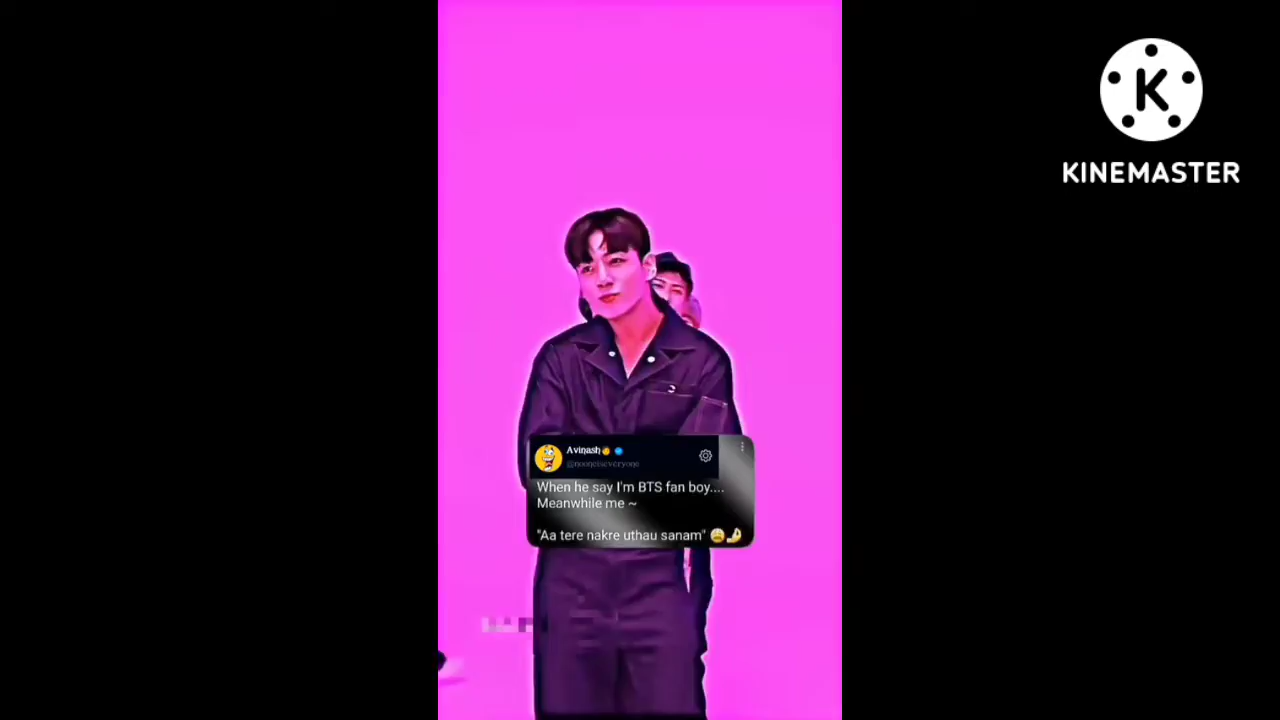 KINEMASTER
Avinash🧑
When he say I'm BTS fan boy....
Meanwhile me ~
"Aa tere nakre uthau sanam" 😩🤌